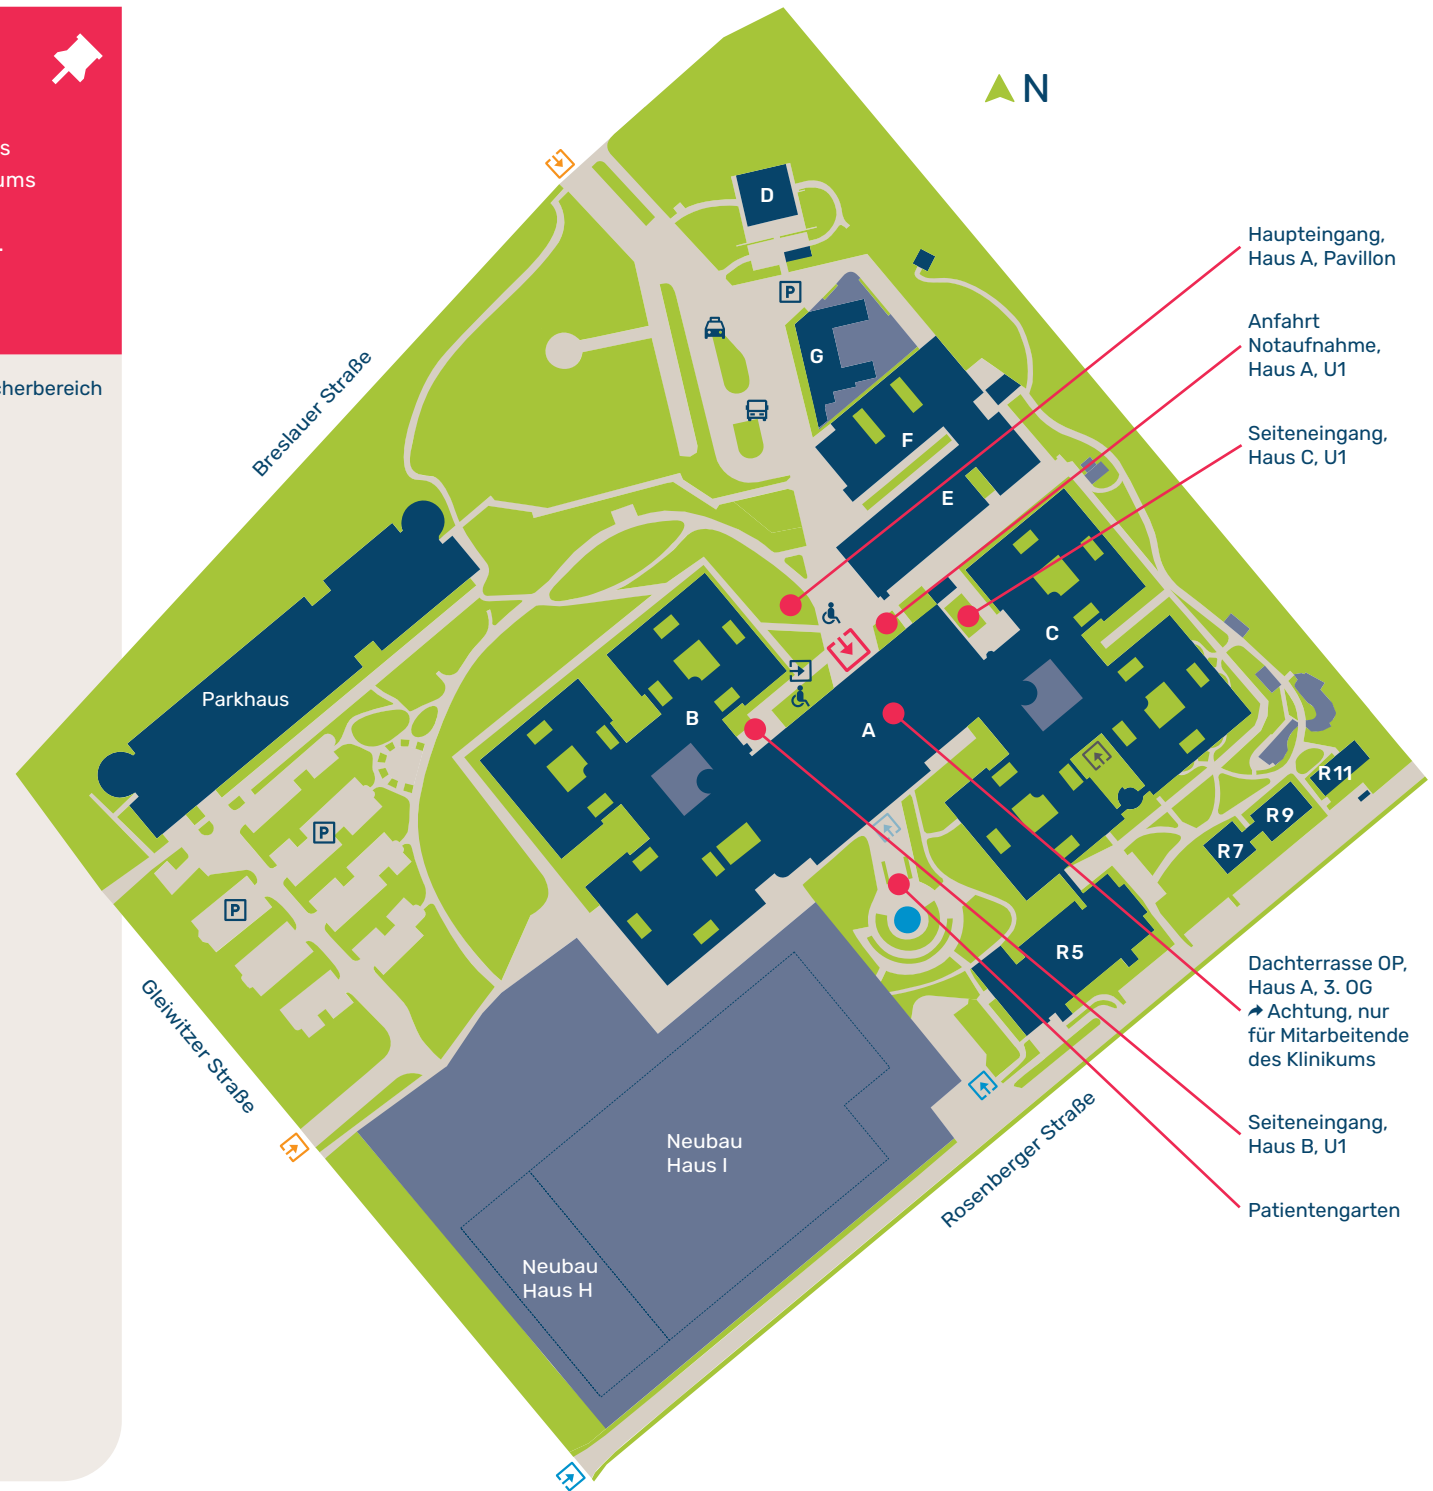 s
ums
.
cherbereich
N
Haupteingang,
Haus A, Pavillon
Anfahrt
Notaufnahme,
Haus A, U1
Seiteneingang,
Haus C, U1
Dachterrasse OP,
Haus A, 3. OG
Achtung, nur
für Mitarbeitende
des Klinikums
Seiteneingang,
Haus B, U1
Patientengarten
Breslauer Straße
Gleiwitzer Straße
Rosenberger Straße
D
P
G
F
E
C
B
A
Parkhaus
P
P
R11
R9
R7
R5
Neubau
Haus I
Neubau
Haus H